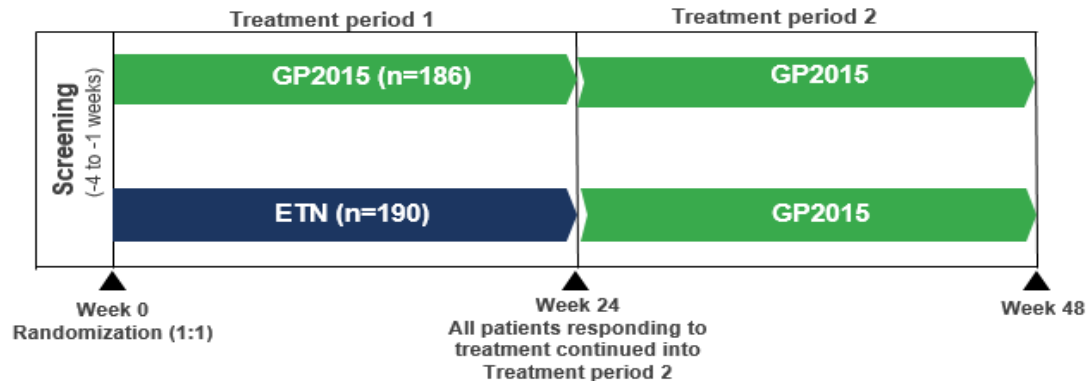 Treatment period 1
Treatment period 2
Screening
(-4 to -1 weeks)
GP2015 (n=186)
GP2015
ETN (n=190)
GP2015
Week 0
Randomization (1:1)
Week 24
All patients responding to
treatment continued into
Treatment period 2
Week 48